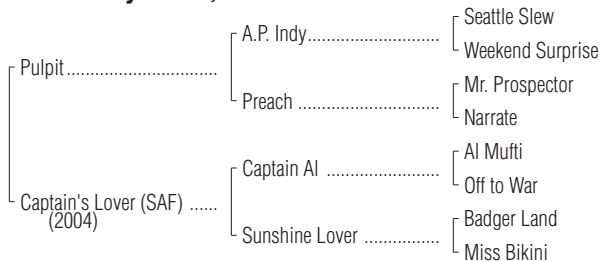 Seattle Slew
A.P. Indy
Weekend Surprise
Pulpit
Mr. Prospector
Preach
Narrate
Al Mufti
Captain Al
Off to War
Captain's Lover (SAF)
(2004)
Badger Land
Sunshine Lover
Miss Bikini